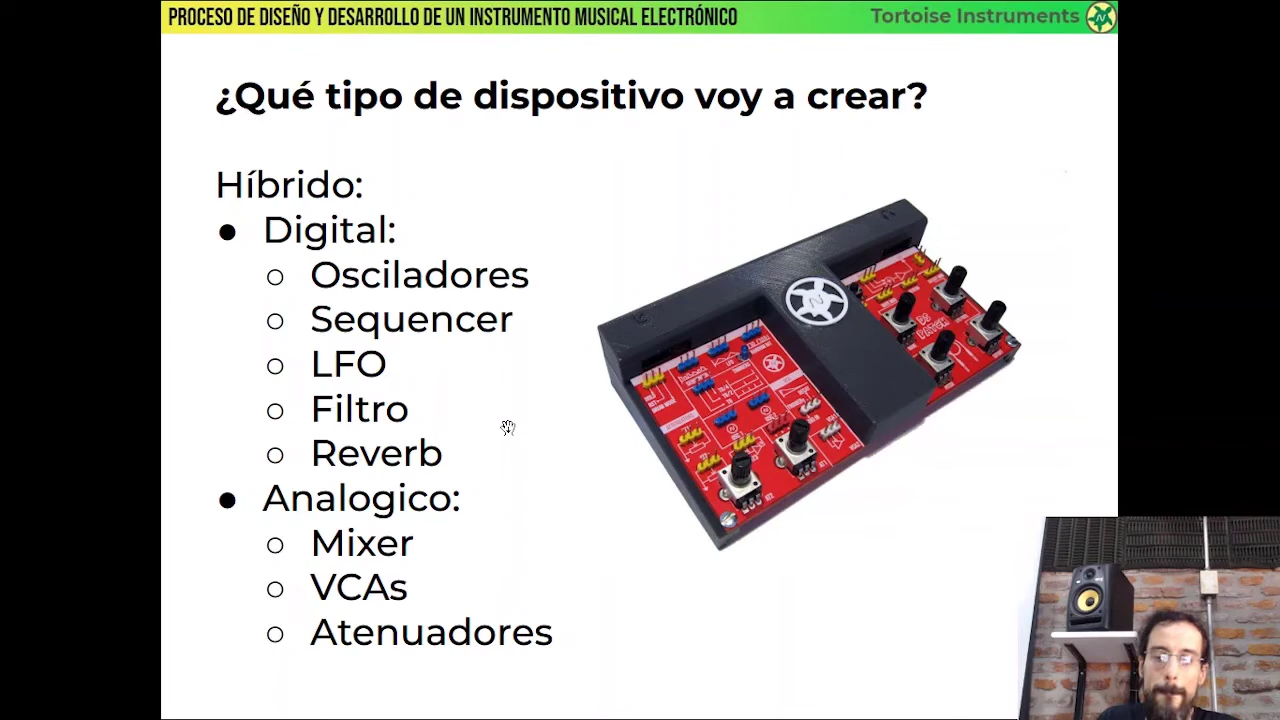 PROCESO DE DISEÑO Y DESARROLLO DE UN INSTRUMENTO MUSICAL ELECTRÓNICO
Tortoise Instruments
¿Qué tipo de dispositivo voy a crear?
Híbrido:
● Digital:
○ Osciladores
○ Sequencer
○ LFO
○ Filtro
○ Reverb
● Analogico:
○ Mixer
○ VCAs
○ Atenuadores